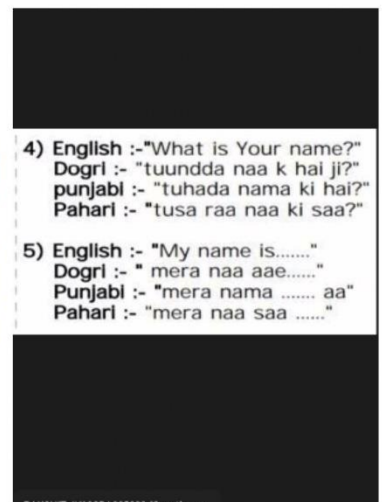 4) English :-"What is Your name?"
Dogri :- "tuundda naa k hai ji?"
punjabi :- "tuhada nama ki hai?"
Pahari :- "tusa raa naa ki saa?"
5) English :- "My name is......."
Dogri :- " mera naa aae......"
Punjabi :- "mera nama ....... aa"
Pahari :- "mera naa saa ......"